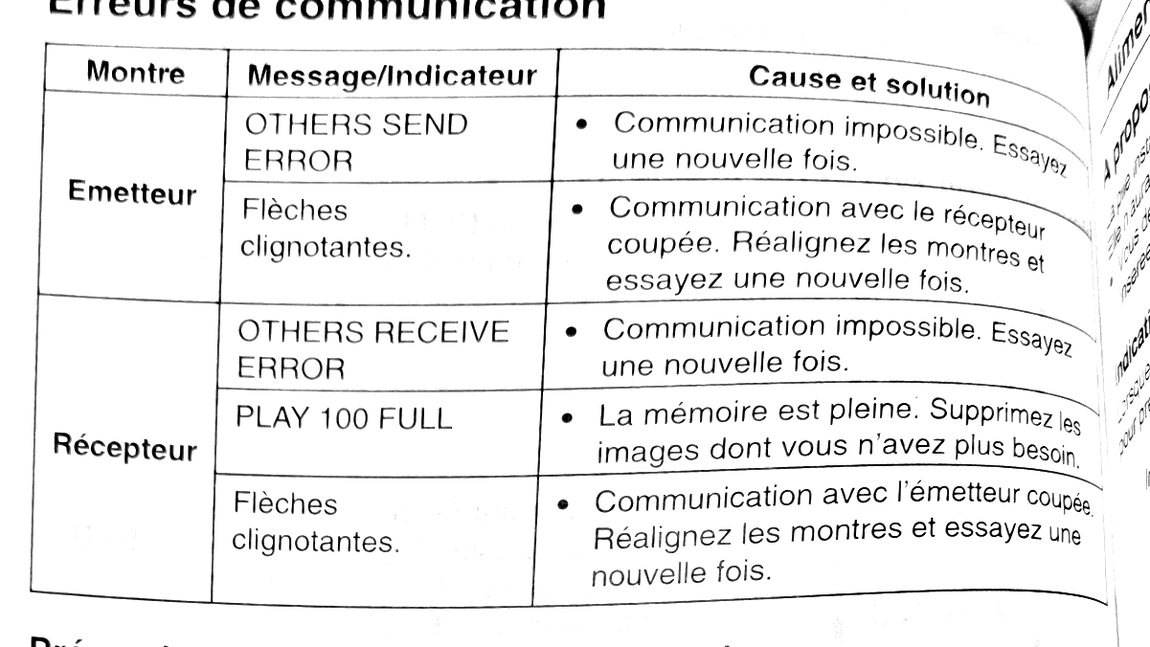 Erreurs de communication
Montre
Message/Indicateur
Cause et solution
Emetteur
OTHERS SEND
ERROR
• Communication impossible. Essayez
une nouvelle fois.
Flèches
clignotantes.
• Communication avec le récepteur
coupée. Réalignez les montres et
essayez une nouvelle fois.
Récepteur
OTHERS RECEIVE
ERROR
• Communication impossible. Essayez
une nouvelle fois.
PLAY 100 FULL
• La mémoire est pleine. Supprimez les
images dont vous n'avez plus besoin.
Flèches
clignotantes.
• Communication avec l'émetteur coupée.
Réalignez les montres et essayez une
nouvelle fois.